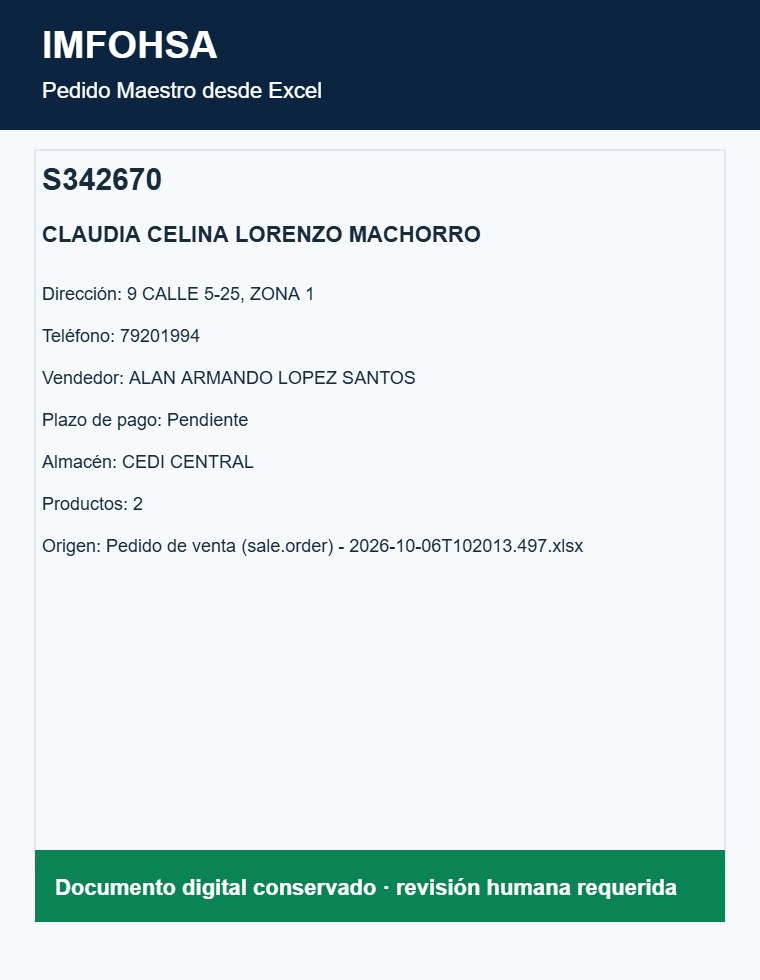 IMFOHSA
Pedido Maestro desde Excel
S342670
CLAUDIA CELINA LORENZO MACHORRO
Dirección: 9 CALLE 5-25, ZONA 1
Teléfono: 79201994
Vendedor: ALAN ARMANDO LOPEZ SANTOS
Plazo de pago: Pendiente
Almacén: CEDI CENTRAL
Productos: 2
Origen: Pedido de venta (sale.order) - 2026-10-06T102013.497.xlsx
Documento digital conservado · revisión humana requerida